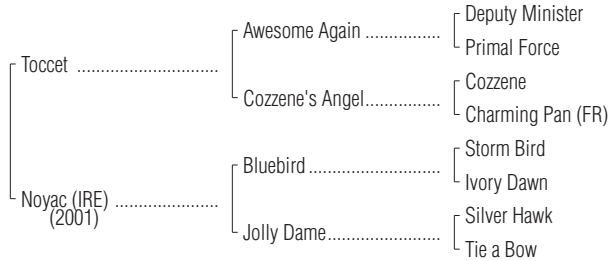 Deputy Minister
Awesome Again ................
Primal Force
Toccet ..............................
Cozzene
Cozzene's Angel................
Charming Pan (FR)
Storm Bird
Bluebird ............................
Ivory Dawn
Noyac (IRE) ......................
(2001)
Silver Hawk
Jolly Dame........................
Tie a Bow